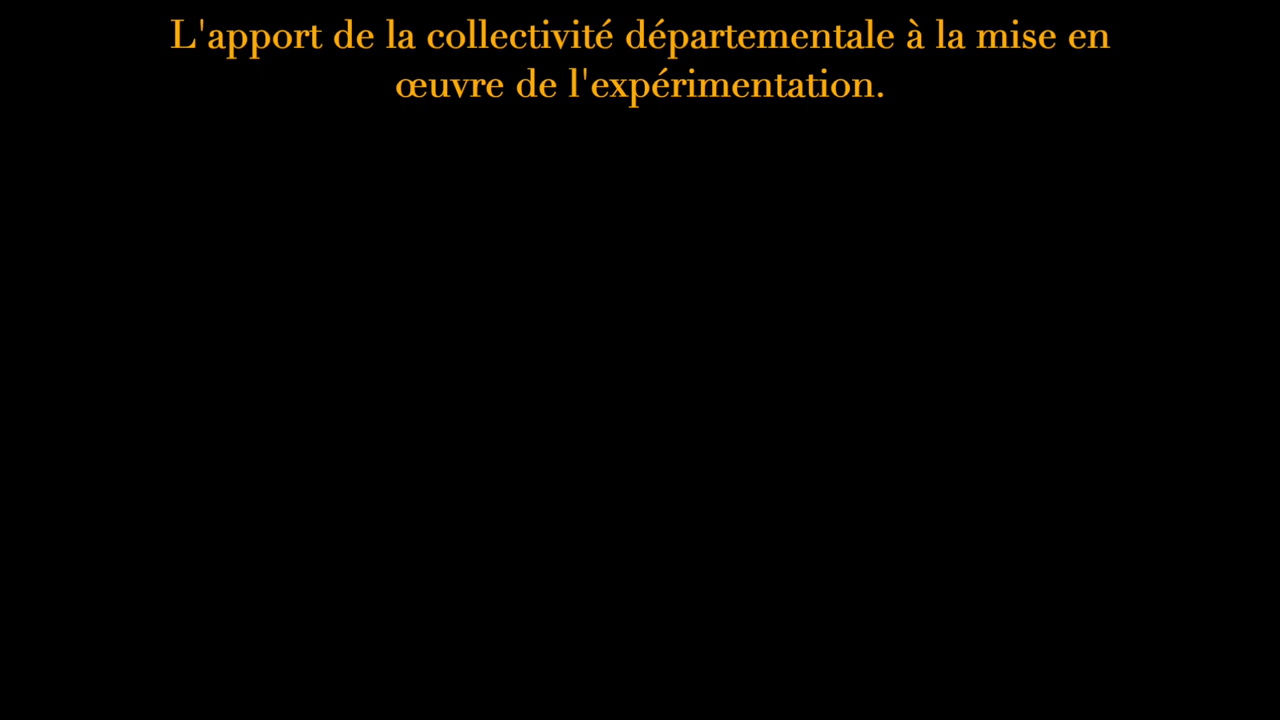 L'apport de la collectivité départementale à la mise en
œuvre de l'expérimentation.